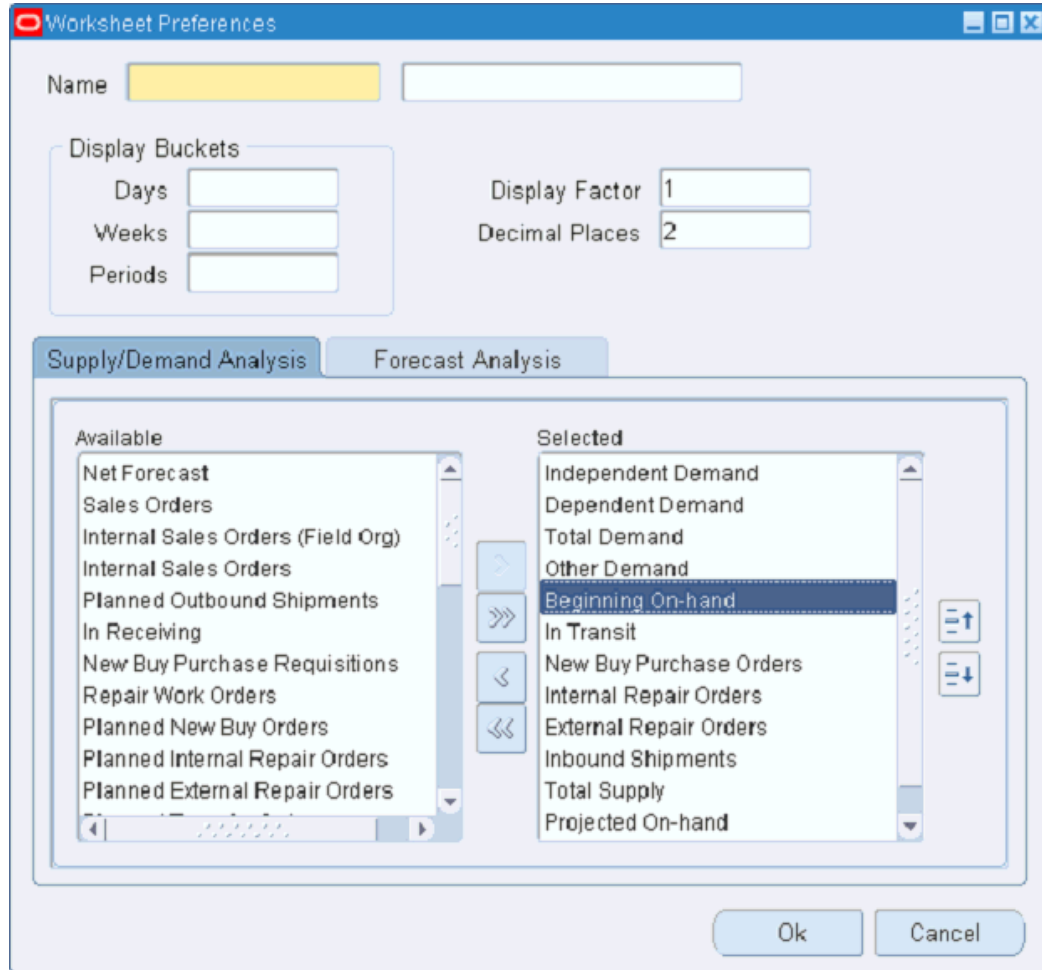 Worksheet Preferences
Name
Display Buckets
Days
Weeks
Periods
Display Factor 1
Decimal Places 2
Supply/Demand Analysis
Forecast Analysis
Available
Net Forecast
Sales Orders
Internal Sales Orders (Field Org)
Internal Sales Orders
Planned Outbound Shipments
In Receiving
New Buy Purchase Requisitions
Repair Work Orders
Planned New Buy Orders
Planned Internal Repair Orders
Planned External Repair Orders
Selected
Independent Demand
Dependent Demand
Total Demand
Other Demand
Beginning On-hand
In Transit
New Buy Purchase Orders
Internal Repair Orders
External Repair Orders
Inbound Shipments
Total Supply
Projected On-hand
Ok
Cancel